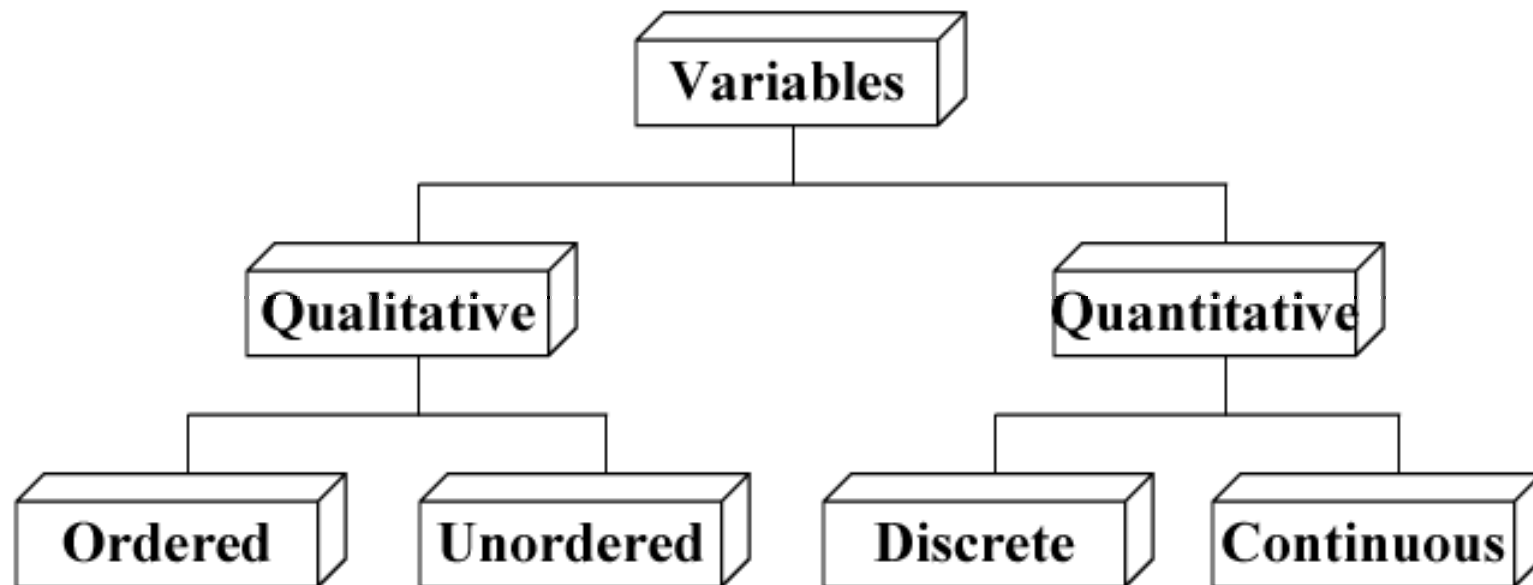 Variables
Qualitative Quantitative
Ordered Unordered Discrete Continuous